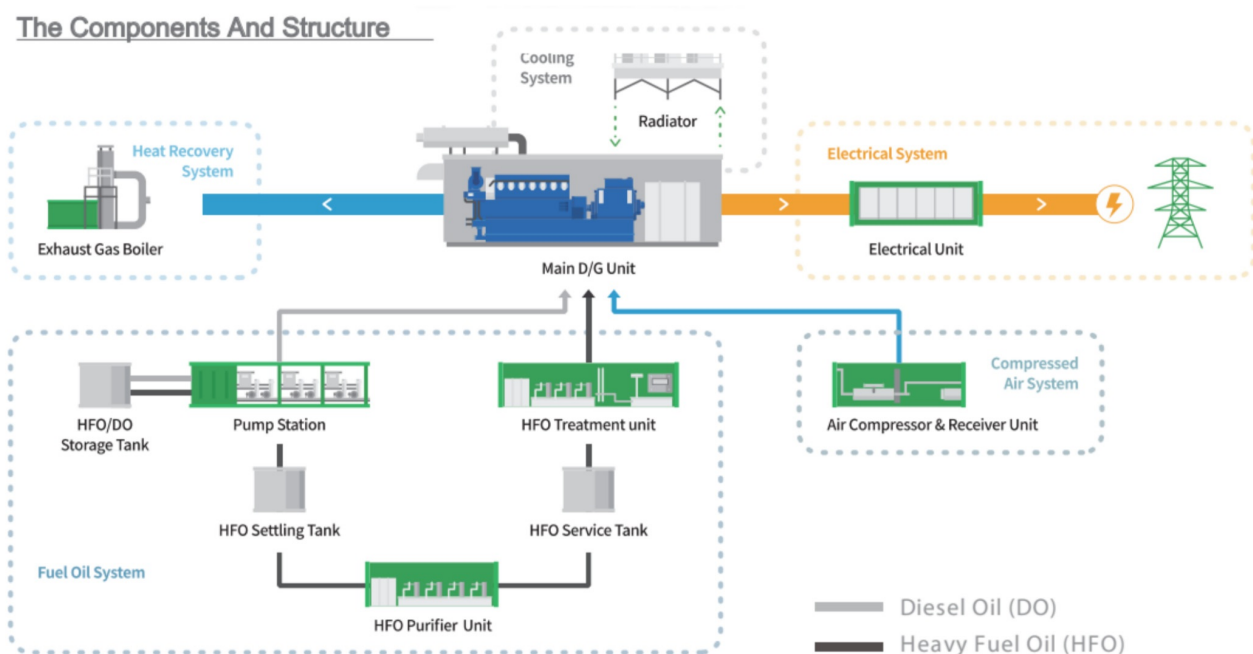 The Components And Structure
Cooling
System
Radiator
Heat Recovery
System
Exhaust Gas Boiler
Main D/G Unit
Electrical System
Electrical Unit
HFO/DO
Storage Tank
Pump Station
HFO Treatment unit
Compressed
Air System
Air Compressor & Receiver Unit
HFO Settling Tank
HFO Service Tank
Fuel Oil System
HFO Purifier Unit
Diesel Oil (DO)
Heavy Fuel Oil (HFO)